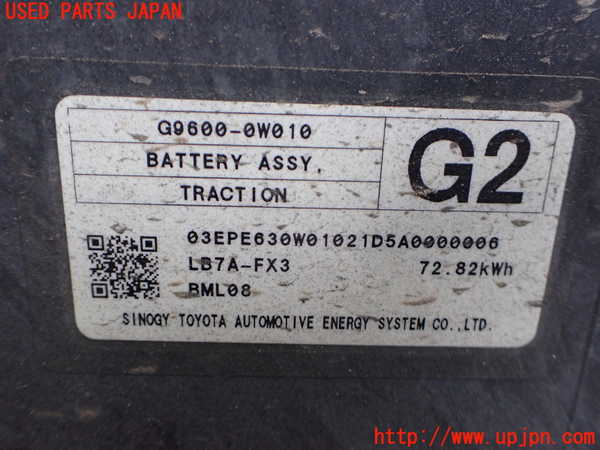 USED PARTS JAPAN
G9600-0W010
BATTERY ASSY,
TRACTION
G2
03EPE630W01021D5A0000006
LB7A-FX3 72.82kWh
BML08
SINOGY TOYOTA AUTOMOTIVE ENERGY SYSTEM CO.,LTD.
https://www.upjpn.com/